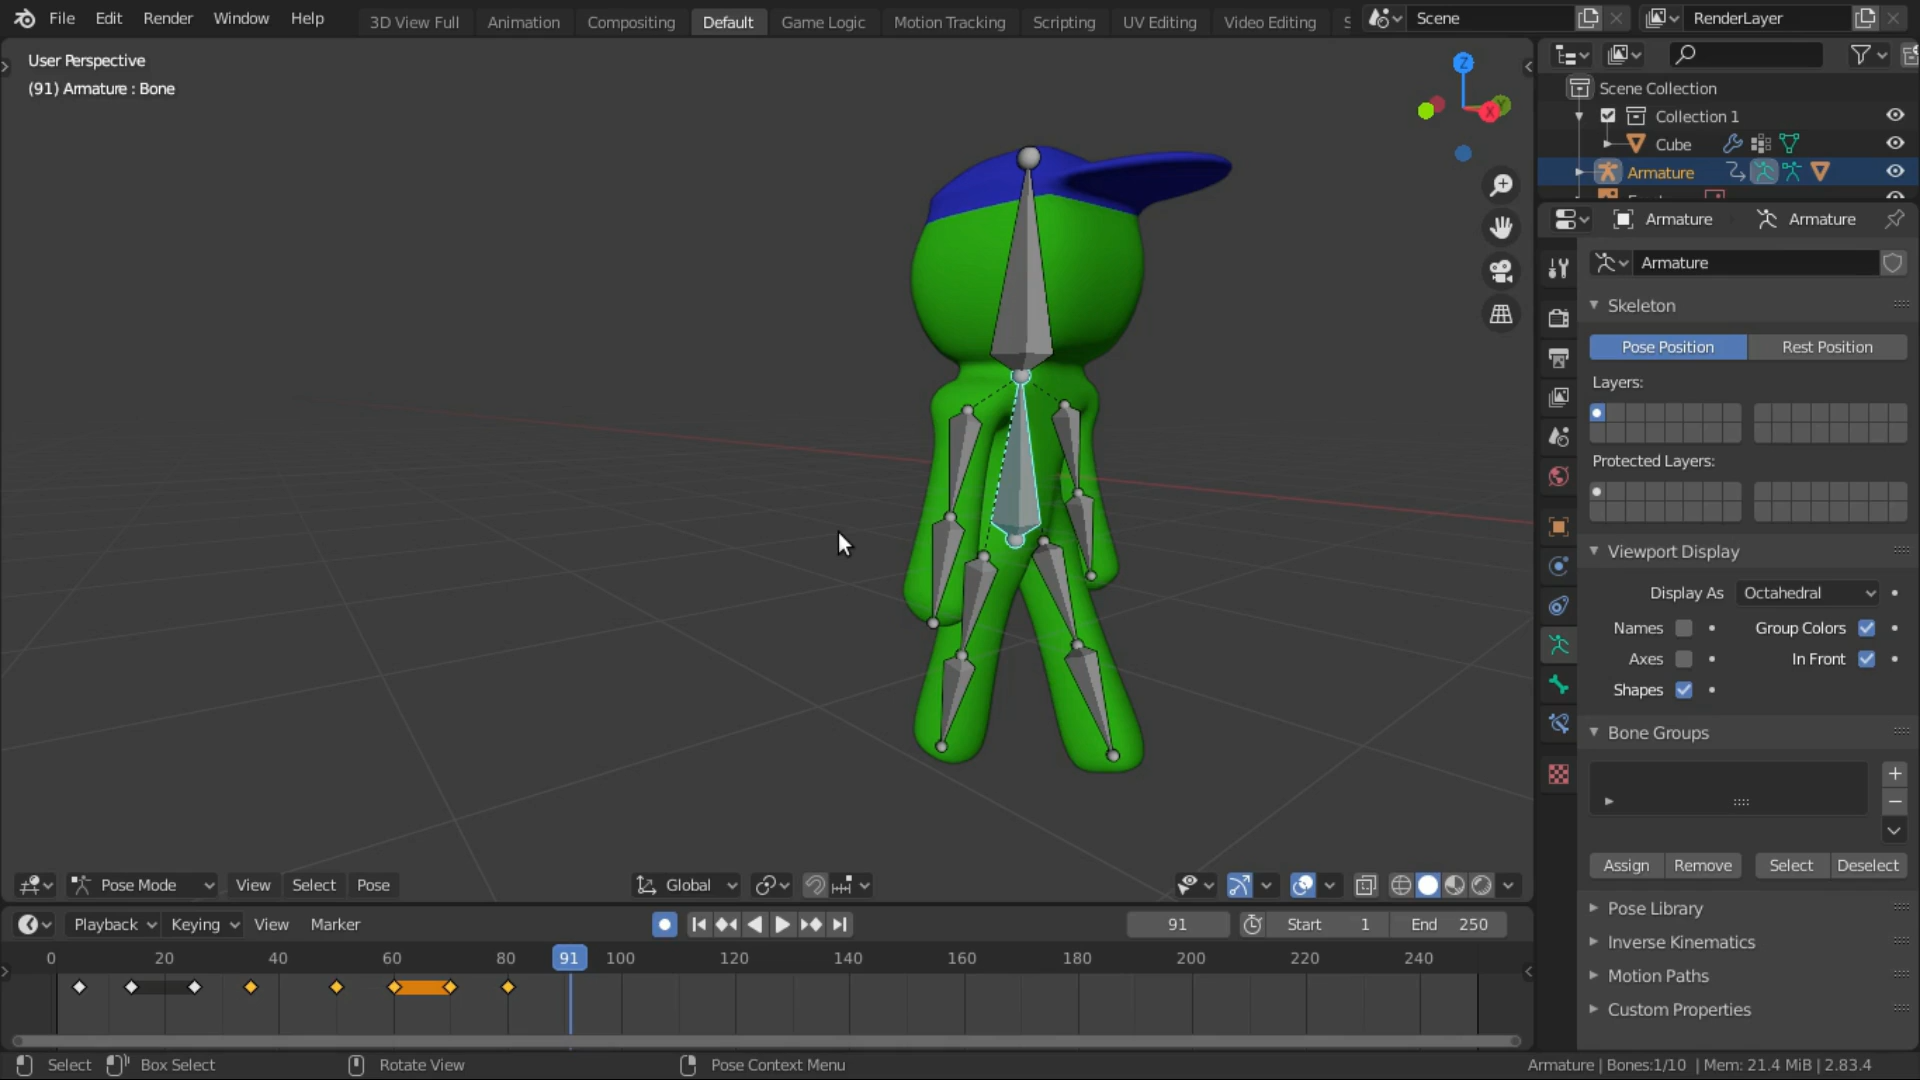 File Edit Render Window Help 3D View Full Animation Compositing Default Game Logic Motion Tracking Scripting UV Editing Video Editing Scene RenderLayer
User Perspective
(91) Armature : Bone
Z
X
Y
Scene Collection
Collection 1
Cube
Armature
Armature Armature
Armature
Skeleton
Pose Position Rest Position
Layers:
Protected Layers:
Viewport Display
Display As Octahedral
Names Group Colors
Axes In Front
Shapes
Bone Groups
Assign Remove Select Deselect
Pose Library
Inverse Kinematics
Motion Paths
Custom Properties
Pose Mode View Select Pose Global
Playback Keying View Marker 91 Start 1 End 250
0 20 40 60 80 91 100 120 140 160 180 200 220 240
Select Box Select Rotate View Pose Context Menu Armature | Bones:1/10 | Mem: 21.4 MiB | 2.83.4